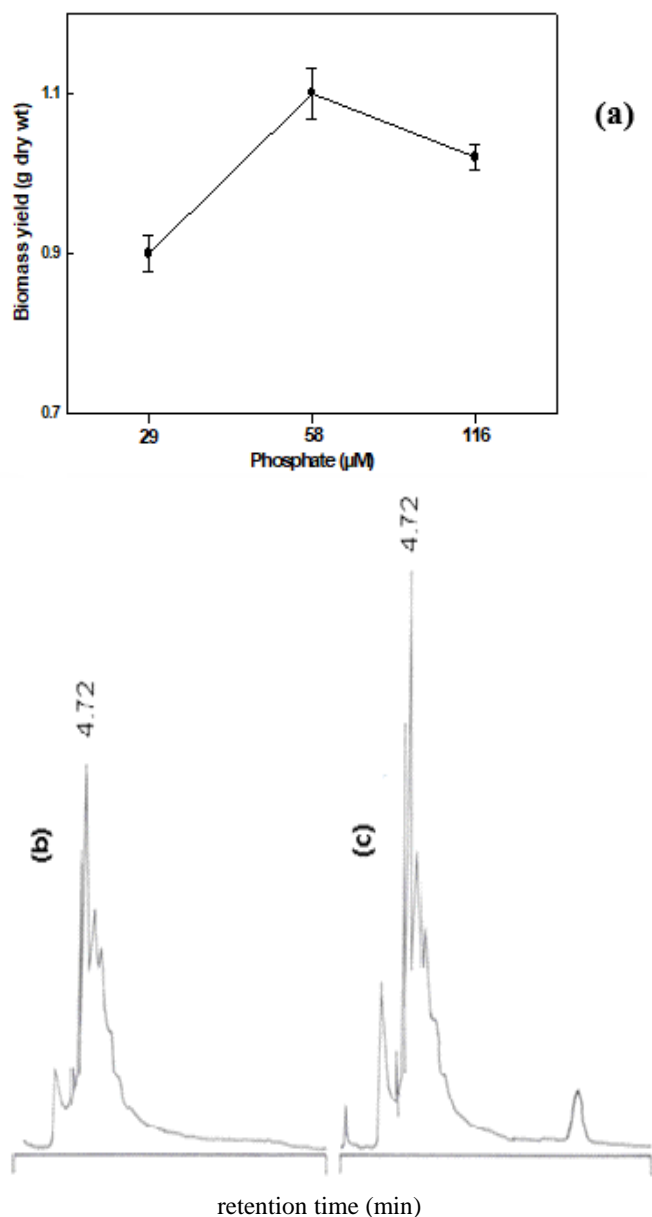 (a)
Biomass yield (g dry wt)
1.1
0.9
0.7
29 58 116
Phosphate (µM)
4.72
4.72
(b)
(c)
retention time (min)